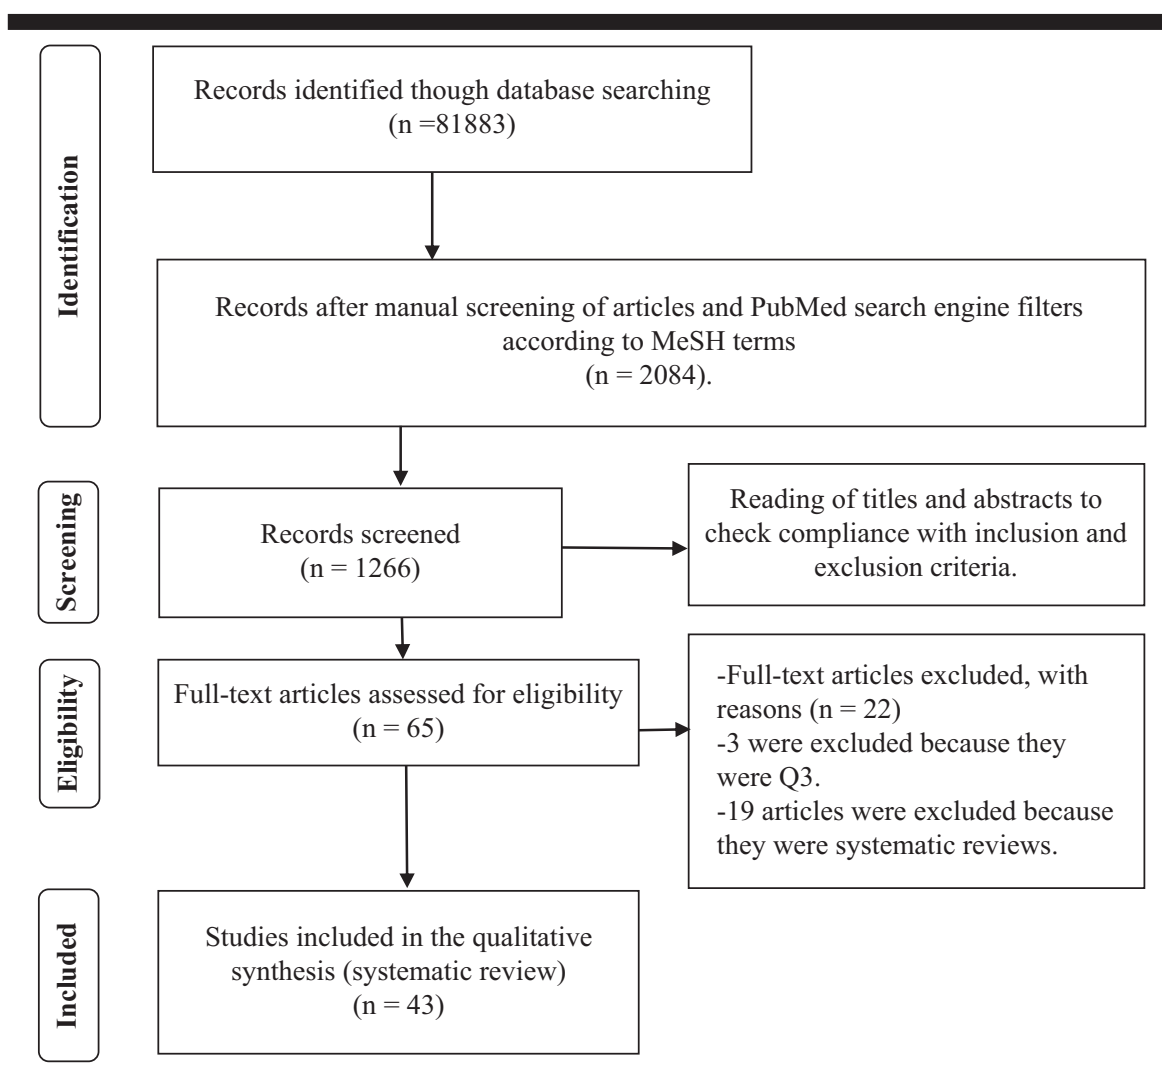 Identification
Records identified though database searching
(n =81883)
Records after manual screening of articles and PubMed search engine filters
according to MeSH terms
(n = 2084).
Screening
Records screened
(n = 1266)
Reading of titles and abstracts to
check compliance with inclusion and
exclusion criteria.
Eligibility
Full-text articles assessed for eligibility
(n = 65)
-Full-text articles excluded, with
reasons (n = 22)
-3 were excluded because they
were Q3.
-19 articles were excluded because
they were systematic reviews.
Included
Studies included in the qualitative
synthesis (systematic review)
(n = 43)